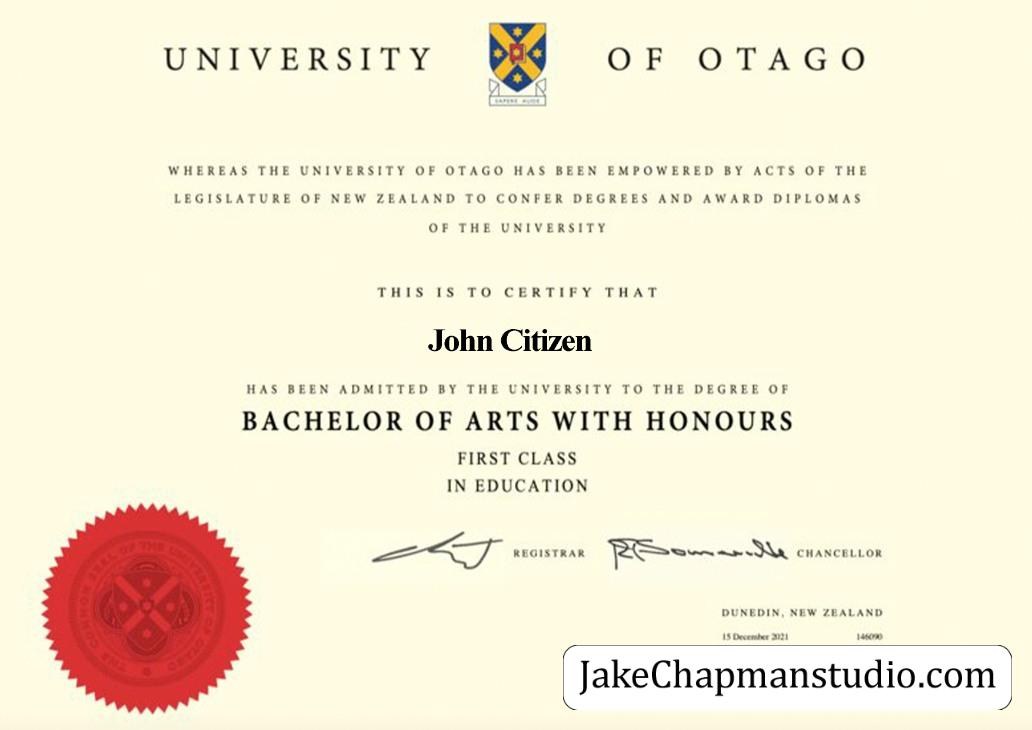 UNIVERSITY OF OTAGO
SAPERE AUDE
WHEREAS THE UNIVERSITY OF OTAGO HAS BEEN EMPOWERED BY ACTS OF THE
LEGISLATURE OF NEW ZEALAND TO CONFER DEGREES AND AWARD DIPLOMAS
OF THE UNIVERSITY
THIS IS TO CERTIFY THAT
John Citizen
HAS BEEN ADMITTED BY THE UNIVERSITY TO THE DEGREE OF
BACHELOR OF ARTS WITH HONOURS
FIRST CLASS
IN EDUCATION
REGISTRAR CHANCELLOR
THE COMMON SEAL OF THE UNIVERSITY OF OTAGO
DUNEDIN, NEW ZEALAND
15 December 2021 146090
JakeChapmanstudio.com